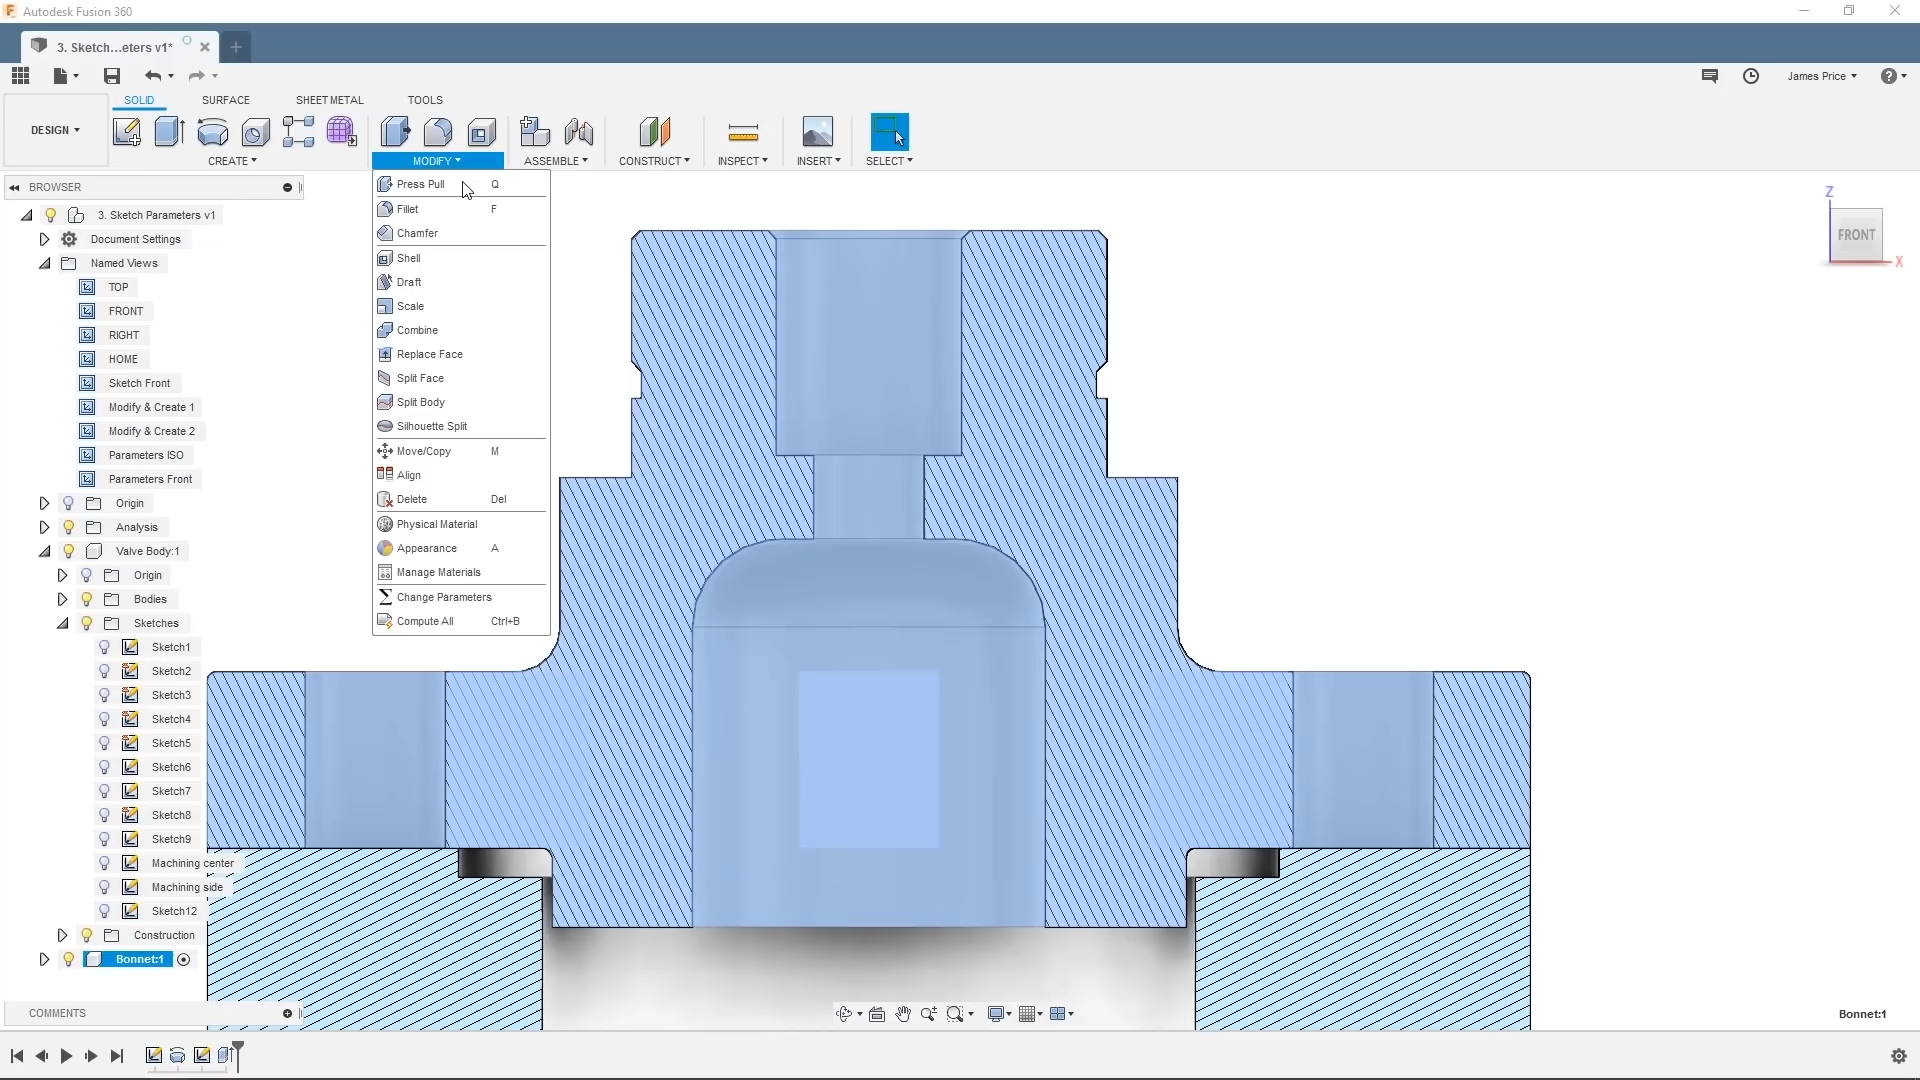 Autodesk Fusion 360
3. Sketch...eters v1*
James Price
DESIGN
SOLID
SURFACE
SHEET METAL
TOOLS
CREATE
MODIFY
ASSEMBLE
CONSTRUCT
INSPECT
INSERT
SELECT
BROWSER
3. Sketch Parameters v1
Document Settings
Named Views
TOP
FRONT
RIGHT
HOME
Sketch Front
Modify & Create 1
Modify & Create 2
Parameters ISO
Parameters Front
Origin
Analysis
Valve Body:1
Origin
Bodies
Sketches
Sketch1
Sketch2
Sketch3
Sketch4
Sketch5
Sketch6
Sketch7
Sketch8
Sketch9
Machining center
Machining side
Sketch12
Construction
Bonnet:1
Press Pull Q
Fillet F
Chamfer
Shell
Draft
Scale
Combine
Replace Face
Split Face
Split Body
Silhouette Split
Move/Copy M
Align
Delete Del
Physical Material
Appearance A
Manage Materials
Change Parameters
Compute All Ctrl+B
Z
FRONT
X
COMMENTS
Bonnet:1